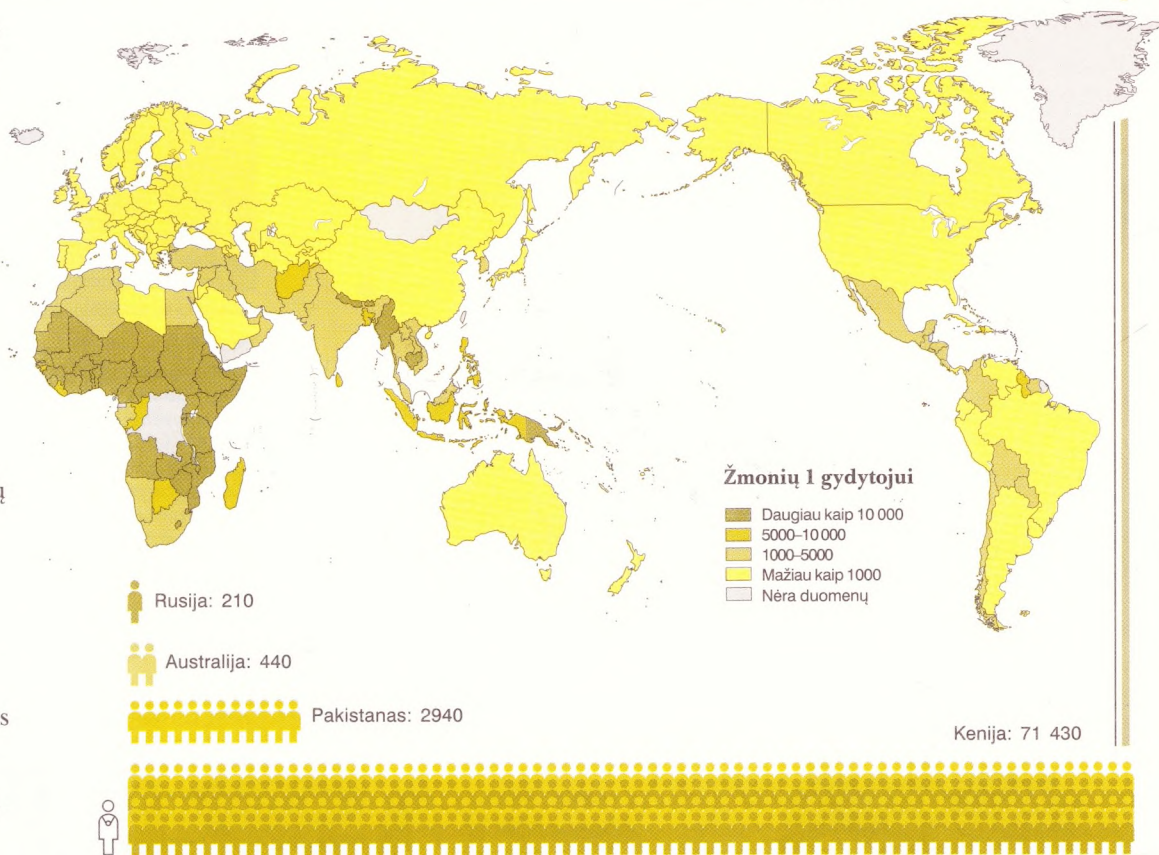 Žmonių 1 gydytojui
Daugiau kaip 10 000
5000–10 000
1000–5000
Mažiau kaip 1000
Nėra duomenų
Rusija: 210
Australija: 440
Pakistanas: 2940
Kenija: 71 430
ų
s